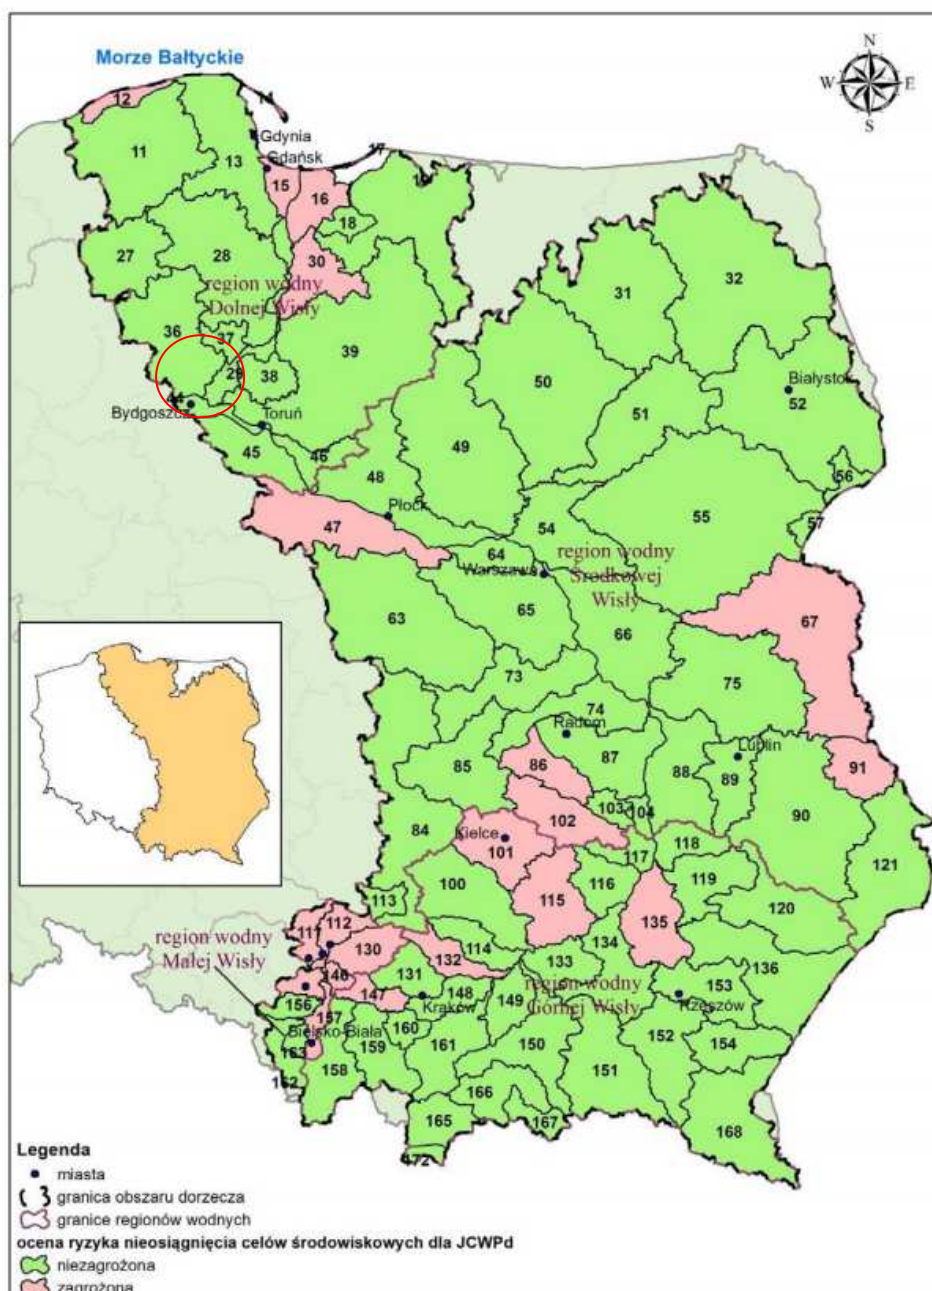 Morze Bałtyckie
N
W E
S
12
14
Gdynia
11
13
Gdańsk
17
15
16
18
27
28
30
31
32
region wodny
Dolnej Wisły
36
37
39
29
38
50
Białystok
52
44
Bydgoszcz
Toruń
51
45
46
49
48
56
Płock
55
57
47
54
64
region wodny
Warszawa
Środkowej
Wisły
63
65
66
67
73
75
74
Radom
Lublin
85
86
87
88
89
91
103
104
90
84
Kielce
102
101
117
118
121
100
116
119
113
115
120
135
112
111
region wodny
Małej Wisły
130
114
134
132
133
136
146
131
region wodny
Górnej Wisły
153
147
148
149
Kraków
Rzeszów
156
157
Bielsko-Biała
160
152
154
163
159
161
150
158
151
162
166
165
167
168
172
Legenda
miasta
granica obszaru dorzecza
granice regionów wodnych
ocena ryzyka nieosiągnięcia celów środowiskowych dla JCWPd
niezagrożona
zagrożona